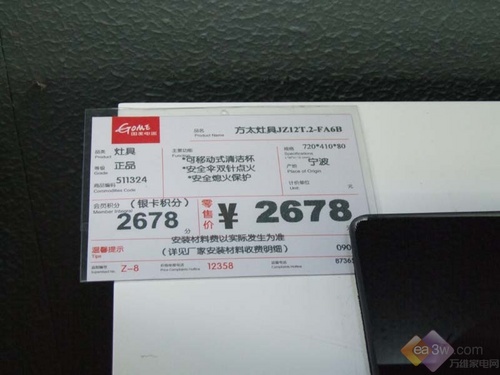 GOME
国美电器
品名
Product Name
方太灶具JZ12T.2-FA6B
品名
Product
灶具
主要功能
规格
Specifications
720*410*80
等级
Grade
正品
*可移动式清洁杯
*安全伞双针点火
*安全熄火保护
产地
Place of Origin
宁波
商品编码
Commodities Code
511324
计价单位
Unit
元
会员积分 (银卡积分)
2678 分
零售价
¥ 2678
温馨提示
Tips
安装材料费以实际发生为准
(详见厂家安装材料收费明细)
090
Z-8
12358
8736
ea3w.com
万维家电网